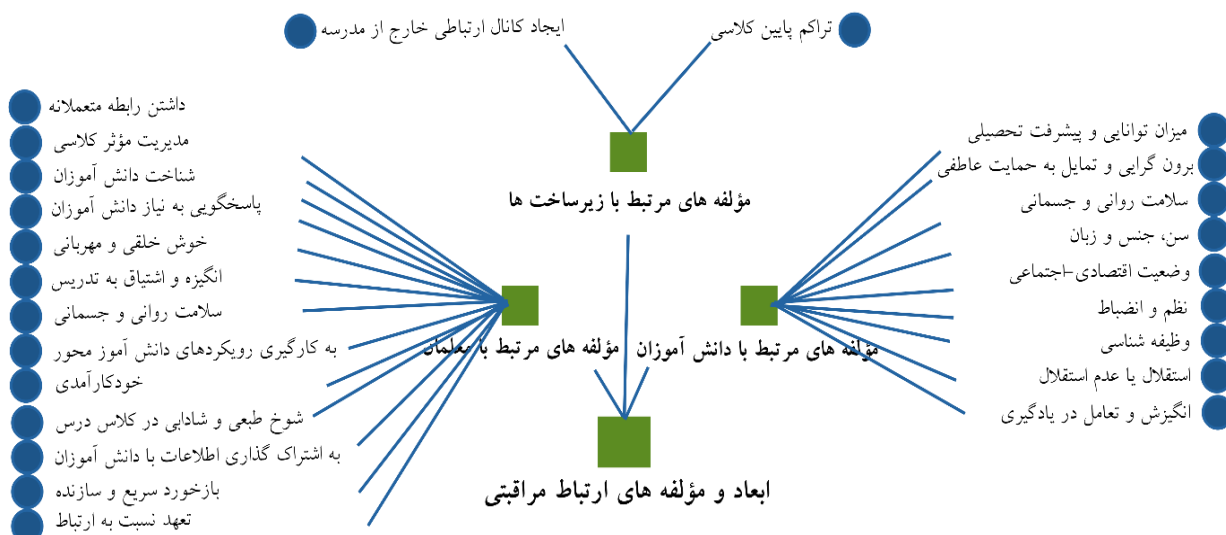 تراکم پایین کلاسی
ایجاد کانال ارتباطی خارج از مدرسه
مؤلفه های مرتبط با زیرساخت ها
میزان توانایی و پیشرفت تحصیلی
برون گرایی و تمایل به حمایت عاطفی
سلامت روانی و جسمانی
سن، جنس و زبان
وضعیت اقتصادی-اجتماعی
نظم و انضباط
وظیفه شناسی
استقلال یا عدم استقلال
انگیزش و تعامل در یادگیری
مؤلفه های مرتبط با دانش آموزان
مؤلفه های مرتبط با معلمان
داشتن رابطه متعملانه
مدیریت مؤثر کلاسی
شناخت دانش آموزان
پاسخگویی به نیاز دانش آموزان
خوش خلقی و مهربانی
انگیزه و اشتیاق به تدریس
سلامت روانی و جسمانی
به کارگیری رویکردهای دانش آموز محور
خودکارآمدی
شوخ طبعی و شادابی در کلاس درس
به اشتراک گذاری اطلاعات با دانش آموزان
بازخورد سریع و سازنده
تعهد نسبت به ارتباط
ابعاد و مؤلفه های ارتباط مراقبتی